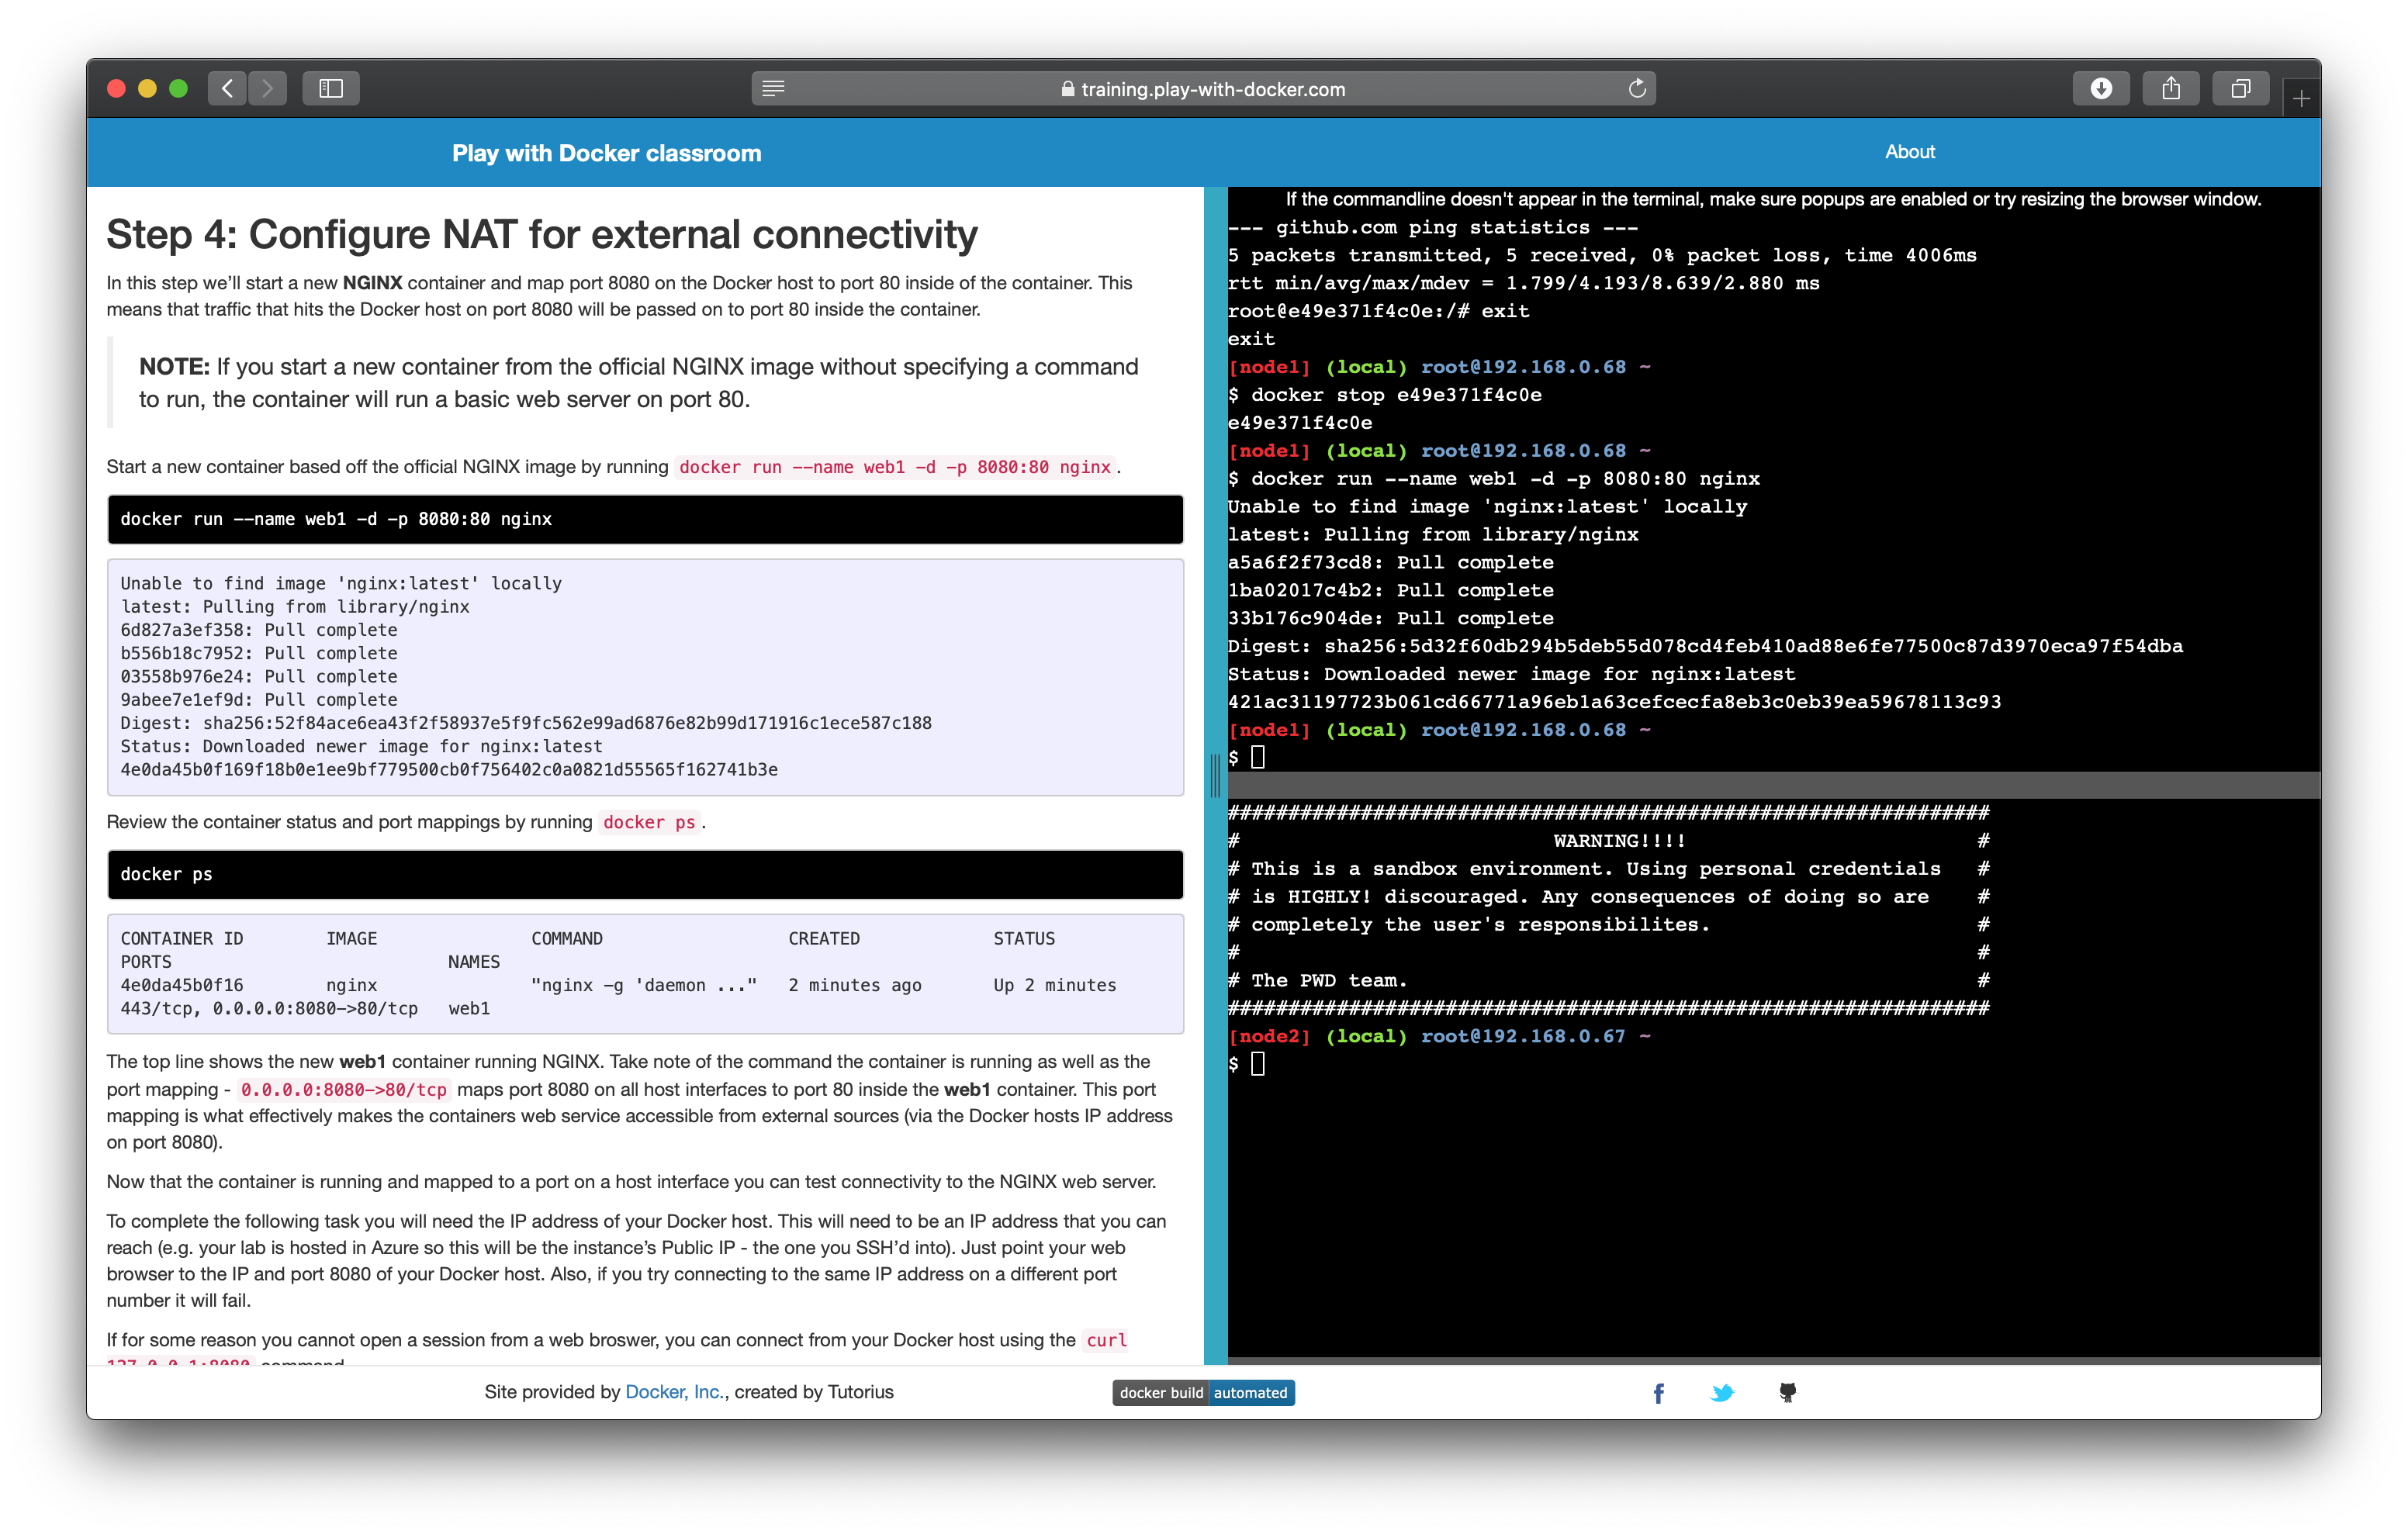 training.play-with-docker.com
Play with Docker classroom
About
Step 4: Configure NAT for external connectivity
In this step we’ll start a new NGINX container and map port 8080 on the Docker host to port 80 inside of the container. This
means that traffic that hits the Docker host on port 8080 will be passed on to port 80 inside the container.
NOTE: If you start a new container from the official NGINX image without specifying a command
to run, the container will run a basic web server on port 80.
Start a new container based off the official NGINX image by running docker run --name web1 -d -p 8080:80 nginx.
docker run --name web1 -d -p 8080:80 nginx
Unable to find image 'nginx:latest' locally
latest: Pulling from library/nginx
6d827a3ef358: Pull complete
b556b18c7952: Pull complete
03558b976e24: Pull complete
9abee7e1ef9d: Pull complete
Digest: sha256:52f84ace6ea43f2f58937e5f9fc562e99ad6876e82b99d171916c1ece587c188
Status: Downloaded newer image for nginx:latest
4e0da45b0f169f18b0e1ee9bf779500cb0f756402c0a0821d55565f162741b3e
Review the container status and port mappings by running docker ps.
docker ps
CONTAINER ID IMAGE COMMAND CREATED STATUS
PORTS NAMES
4e0da45b0f16 nginx "nginx -g 'daemon ..." 2 minutes ago Up 2 minutes
443/tcp, 0.0.0.0:8080->80/tcp web1
The top line shows the new web1 container running NGINX. Take note of the command the container is running as well as the
port mapping - 0.0.0.0:8080->80/tcp maps port 8080 on all host interfaces to port 80 inside the web1 container. This port
mapping is what effectively makes the containers web service accessible from external sources (via the Docker hosts IP address
on port 8080).
Now that the container is running and mapped to a port on a host interface you can test connectivity to the NGINX web server.
To complete the following task you will need the IP address of your Docker host. This will need to be an IP address that you can
reach (e.g. your lab is hosted in Azure so this will be the instance’s Public IP - the one you SSH’d into). Just point your web
browser to the IP and port 8080 of your Docker host. Also, if you try connecting to the same IP address on a different port
number it will fail.
If for some reason you cannot open a session from a web broswer, you can connect from your Docker host using the curl
127.0.0.1:8080 command.
If the commandline doesn't appear in the terminal, make sure popups are enabled or try resizing the browser window.
--- github.com ping statistics ---
5 packets transmitted, 5 received, 0% packet loss, time 4006ms
rtt min/avg/max/mdev = 1.799/4.193/8.639/2.880 ms
root@e49e371f4c0e:/# exit
exit
[node1] (local) root@192.168.0.68 ~
$ docker stop e49e371f4c0e
e49e371f4c0e
[node1] (local) root@192.168.0.68 ~
$ docker run --name web1 -d -p 8080:80 nginx
Unable to find image 'nginx:latest' locally
latest: Pulling from library/nginx
a5a6f2f73cd8: Pull complete
1ba02017c4b2: Pull complete
33b176c904de: Pull complete
Digest: sha256:5d32f60db294b5deb55d078cd4feb410ad88e6fe77500c87d3970eca97f54dba
Status: Downloaded newer image for nginx:latest
421ac31197723b061cd66771a96eb1a63cefcecfa8eb3c0eb39ea59678113c93
[node1] (local) root@192.168.0.68 ~
$
###############################################################
# WARNING!!!! #
# This is a sandbox environment. Using personal credentials #
# is HIGHLY! discouraged. Any consequences of doing so are #
# completely the user's responsibilites. #
# #
# The PWD team. #
###############################################################
[node2] (local) root@192.168.0.67 ~
$
Site provided by Docker, Inc., created by Tutorius
docker build automated